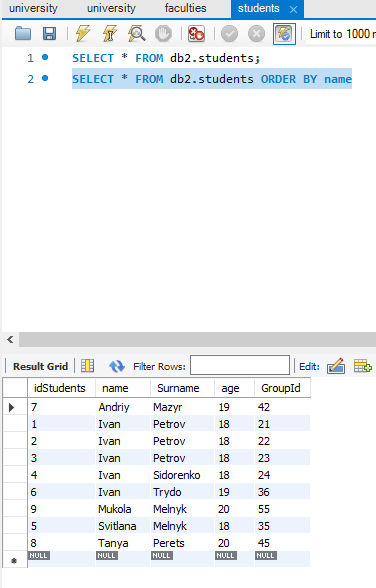 university university faculties students
Limit to 1000 r
1 SELECT * FROM db2.students;
2 SELECT * FROM db2.students ORDER BY name
Result Grid Filter Rows: Edit:
idStudents name Surname age GroupId
7 Andriy Mazyr 19 42
1 Ivan Petrov 18 21
2 Ivan Petrov 18 22
3 Ivan Petrov 18 23
4 Ivan Sidorenko 18 24
6 Ivan Trydo 19 36
9 Mukola Melnyk 20 55
5 Svitlana Melnyk 18 35
8 Tanya Perets 20 45
NULL NULL NULL NULL NULL